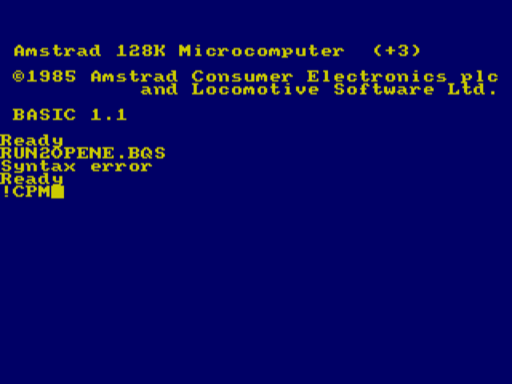 Amstrad 128K Microcomputer (+3)
©1985 Amstrad Consumer Electronics plc
and Locomotive Software Ltd.
BASIC 1.1
Ready
RUN2OPENE.BQS
Syntax error
Ready
!CPM